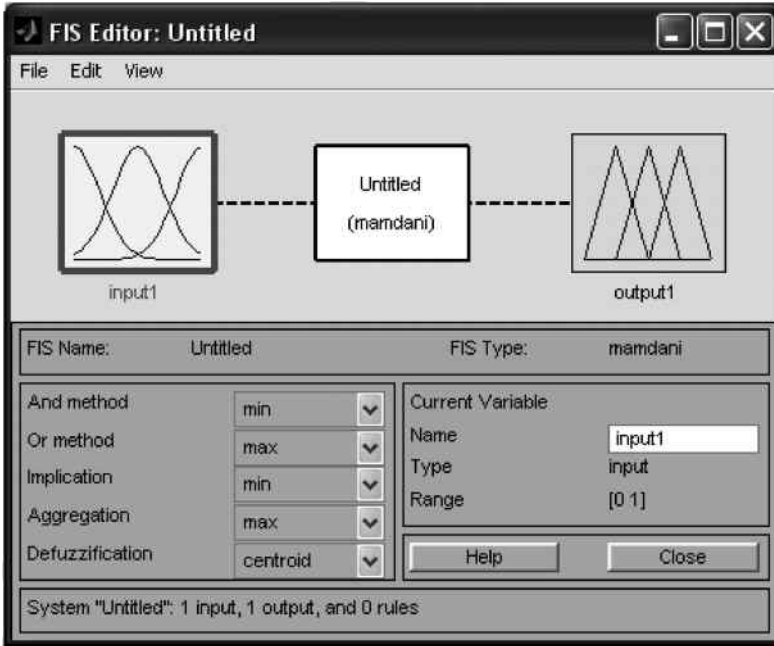 FIS Editor: Untitled
File Edit View
Untitled
(mamdani)
input1
output1
FIS Name: Untitled FIS Type: mamdani
And method min
Or method max
Implication min
Aggregation max
Defuzzification centroid
Current Variable
Name input1
Type input
Range [0 1]
Help Close
System "Untitled": 1 input, 1 output, and 0 rules